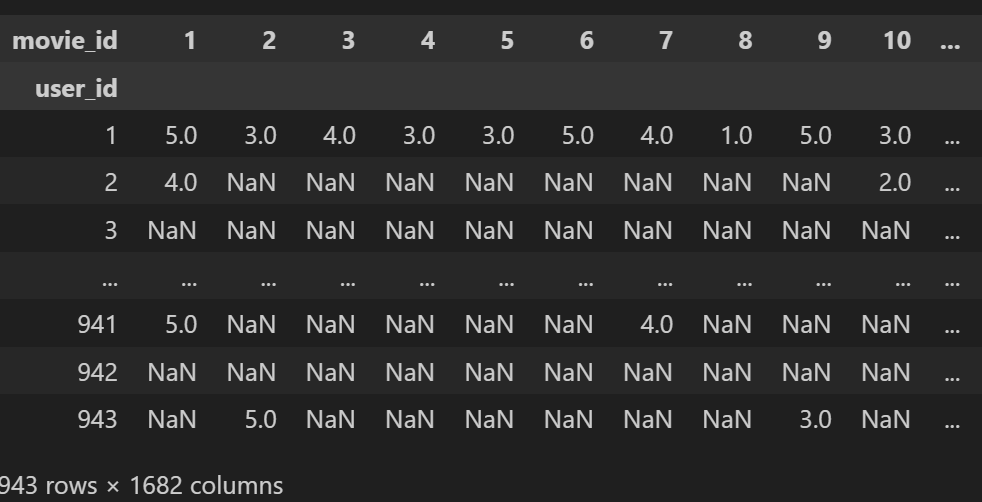 movie_id 1 2 3 4 5 6 7 8 9 10 ...
user_id
1 5.0 3.0 4.0 3.0 3.0 5.0 4.0 1.0 5.0 3.0 ...
2 4.0 NaN NaN NaN NaN NaN NaN NaN NaN 2.0 ...
3 NaN NaN NaN NaN NaN NaN NaN NaN NaN NaN ...
... ... ... ... ... ... ... ... ... ... ... ...
941 5.0 NaN NaN NaN NaN NaN 4.0 NaN NaN NaN ...
942 NaN NaN NaN NaN NaN NaN NaN NaN NaN NaN ...
943 NaN 5.0 NaN NaN NaN NaN NaN NaN 3.0 NaN ...
943 rows × 1682 columns